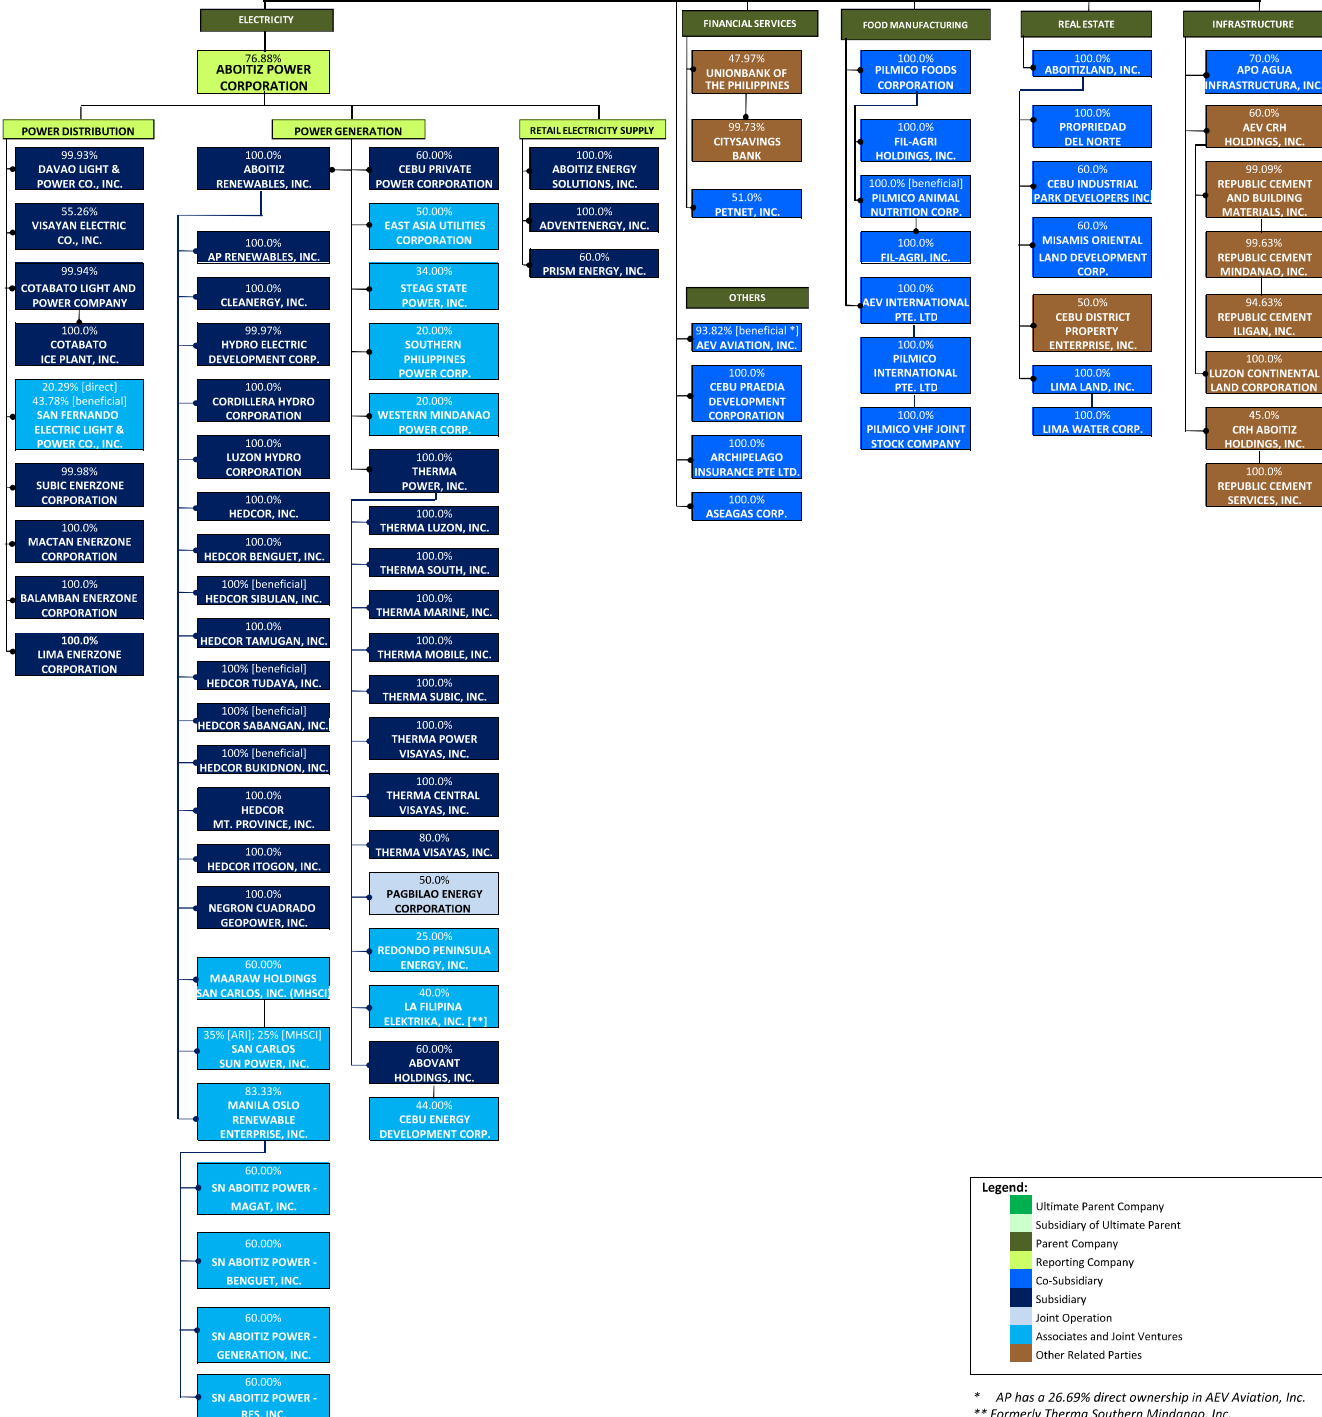 ELECTRICITY
76.88%
ABOITIZ POWER
CORPORATION
POWER DISTRIBUTION
99.93%
DAVAO LIGHT &
POWER CO., INC.
55.26%
VISAYAN ELECTRIC
CO., INC.
99.94%
COTABATO LIGHT AND
POWER COMPANY
100.0%
COTABATO
ICE PLANT, INC.
20.29% [direct]
43.78% [beneficial]
SAN FERNANDO
ELECTRIC LIGHT &
POWER CO., INC.
99.98%
SUBIC ENERZONE
CORPORATION
100.0%
MACTAN ENERZONE
CORPORATION
100.0%
BALAMBAN ENERZONE
CORPORATION
100.0%
LIMA ENERZONE
CORPORATION
POWER GENERATION
100.0%
ABOITIZ
RENEWABLES, INC.
100.0%
AP RENEWABLES, INC.
100.0%
CLEANERGY, INC.
99.97%
HYDRO ELECTRIC
DEVELOPMENT CORP.
100.0%
CORDILLERA HYDRO
CORPORATION
100.0%
LUZON HYDRO
CORPORATION
100.0%
HEDCOR, INC.
100.0%
HEDCOR BENGUET, INC.
100% [beneficial]
HEDCOR SIBULAN, INC.
100.0%
HEDCOR TAMUGAN, INC.
100% [beneficial]
HEDCOR TUDAYA, INC.
100% [beneficial]
HEDCOR SABANGAN, INC.
100% [beneficial]
HEDCOR BUKIDNON, INC.
100.0%
HEDCOR
MT. PROVINCE, INC.
100.0%
HEDCOR ITOGON, INC.
100.0%
NEGRON CUADRADO
GEOPOWER, INC.
60.00%
MAARAW HOLDINGS
SAN CARLOS, INC. (MHSCI)
35% [ARI]; 25% [MHSCI]
SAN CARLOS
SUN POWER, INC.
83.33%
MANILA OSLO
RENEWABLE
ENTERPRISE, INC.
60.00%
SN ABOITIZ POWER -
MAGAT, INC.
60.00%
SN ABOITIZ POWER -
BENGUET, INC.
60.00%
SN ABOITIZ POWER -
GENERATION, INC.
60.00%
SN ABOITIZ POWER -
RES, INC.
60.00%
CEBU PRIVATE
POWER CORPORATION
50.00%
EAST ASIA UTILITIES
CORPORATION
34.00%
STEAG STATE
POWER, INC.
20.00%
SOUTHERN
PHILIPPINES
POWER CORP.
20.00%
WESTERN MINDANAO
POWER CORP.
100.0%
THERMA
POWER, INC.
100.0%
THERMA LUZON, INC.
100.0%
THERMA SOUTH, INC.
100.0%
THERMA MARINE, INC.
100.0%
THERMA MOBILE, INC.
100.0%
THERMA SUBIC, INC.
100.0%
THERMA POWER
VISAYAS, INC.
100.0%
THERMA CENTRAL
VISAYAS, INC.
80.0%
THERMA VISAYAS, INC.
50.0%
PAGBILAO ENERGY
CORPORATION
25.00%
REDONDO PENINSULA
ENERGY, INC.
40.0%
LA FILIPINA
ELEKTRIKA, INC. [**]
60.00%
ABOVANT
HOLDINGS, INC.
44.00%
CEBU ENERGY
DEVELOPMENT CORP.
RETAIL ELECTRICITY SUPPLY
100.0%
ABOITIZ ENERGY
SOLUTIONS, INC.
100.0%
ADVENTENERGY, INC.
60.0%
PRISM ENERGY, INC.
FINANCIAL SERVICES
47.97%
UNIONBANK OF
THE PHILIPPINES
99.73%
CITYSAVINGS
BANK
51.0%
PETNET, INC.
OTHERS
93.82% [beneficial *]
AEV AVIATION, INC.
100.0%
CEBU PRAEDIA
DEVELOPMENT
CORPORATION
100.0%
ARCHIPELAGO
INSURANCE PTE LTD.
100.0%
ASEAGAS CORP.
FOOD MANUFACTURING
100.0%
PILMICO FOODS
CORPORATION
100.0%
FIL-AGRI
HOLDINGS, INC.
100.0% [beneficial]
PILMICO ANIMAL
NUTRITION CORP.
100.0%
FIL-AGRI, INC.
100.0%
AEV INTERNATIONAL
PTE. LTD
100.0%
PILMICO
INTERNATIONAL
PTE. LTD
100.0%
PILMICO VHF JOINT
STOCK COMPANY
REAL ESTATE
100.0%
ABOITIZLAND, INC.
100.0%
PROPRIEDAD
DEL NORTE
60.0%
CEBU INDUSTRIAL
PARK DEVELOPERS INC.
60.0%
MISAMIS ORIENTAL
LAND DEVELOPMENT
CORP.
50.0%
CEBU DISTRICT
PROPERTY
ENTERPRISE, INC.
100.0%
LIMA LAND, INC.
100.0%
LIMA WATER CORP.
INFRASTRUCTURE
70.0%
APO AGUA
INFRASTRUCTURA, INC.
60.0%
AEV CRH
HOLDINGS, INC.
99.09%
REPUBLIC CEMENT
AND BUILDING
MATERIALS, INC.
99.63%
REPUBLIC CEMENT
MINDANAO, INC.
94.63%
REPUBLIC CEMENT
ILIGAN, INC.
100.0%
LUZON CONTINENTAL
LAND CORPORATION
45.0%
CRH ABOITIZ
HOLDINGS, INC.
100.0%
REPUBLIC CEMENT
SERVICES, INC.
Legend:
Ultimate Parent Company
Subsidiary of Ultimate Parent
Parent Company
Reporting Company
Co-Subsidiary
Subsidiary
Joint Operation
Associates and Joint Ventures
Other Related Parties
* AP has a 26.69% direct ownership in AEV Aviation, Inc.
** Formerly Therma Southern Mindanao, Inc.